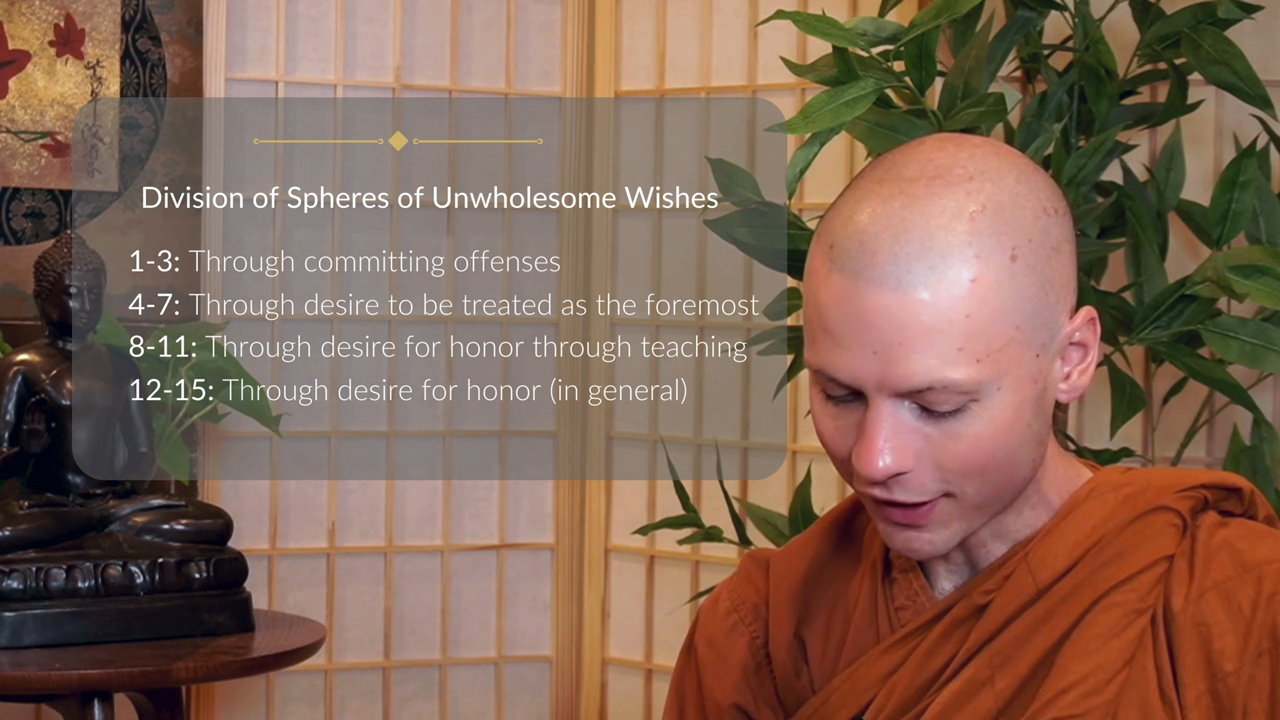 Division of Spheres of Unwholesome Wishes
1-3: Through committing offenses
4-7: Through desire to be treated as the foremost
8-11: Through desire for honor through teaching
12-15: Through desire for honor (in general)